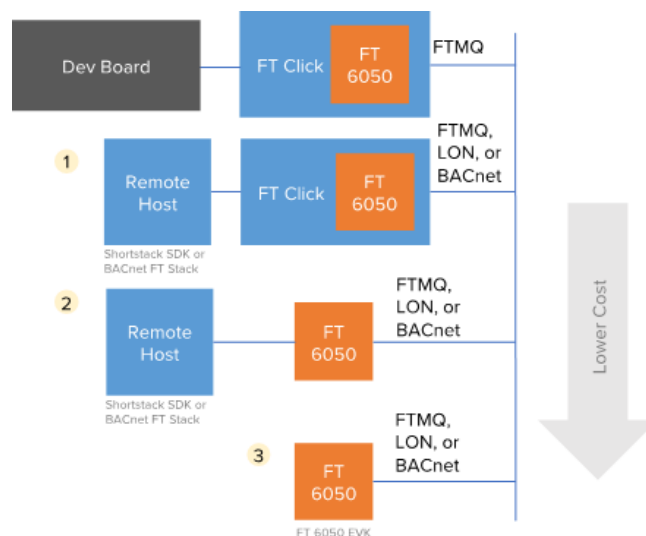 Dev Board
FT Click
FT
6050
FTMQ
1
Remote
Host
Shortstack SDK or
BACnet FT Stack
FT Click
FT
6050
FTMQ,
LON, or
BACnet
2
Remote
Host
Shortstack SDK or
BACnet FT Stack
FT
6050
FTMQ,
LON, or
BACnet
3
FT
6050
FT 6050 EVK
FTMQ,
LON, or
BACnet
Lower Cost